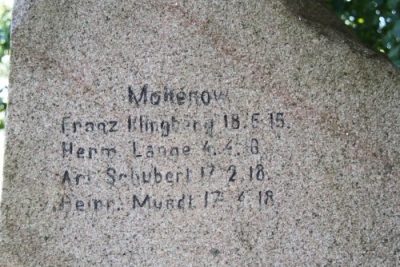 Mollenow
Franz Klingberg 18.6.15.
Herm. Lange 4.4.18.
Art. Schubert 17.2.18.
Heinr. Mundt 17.4.18.